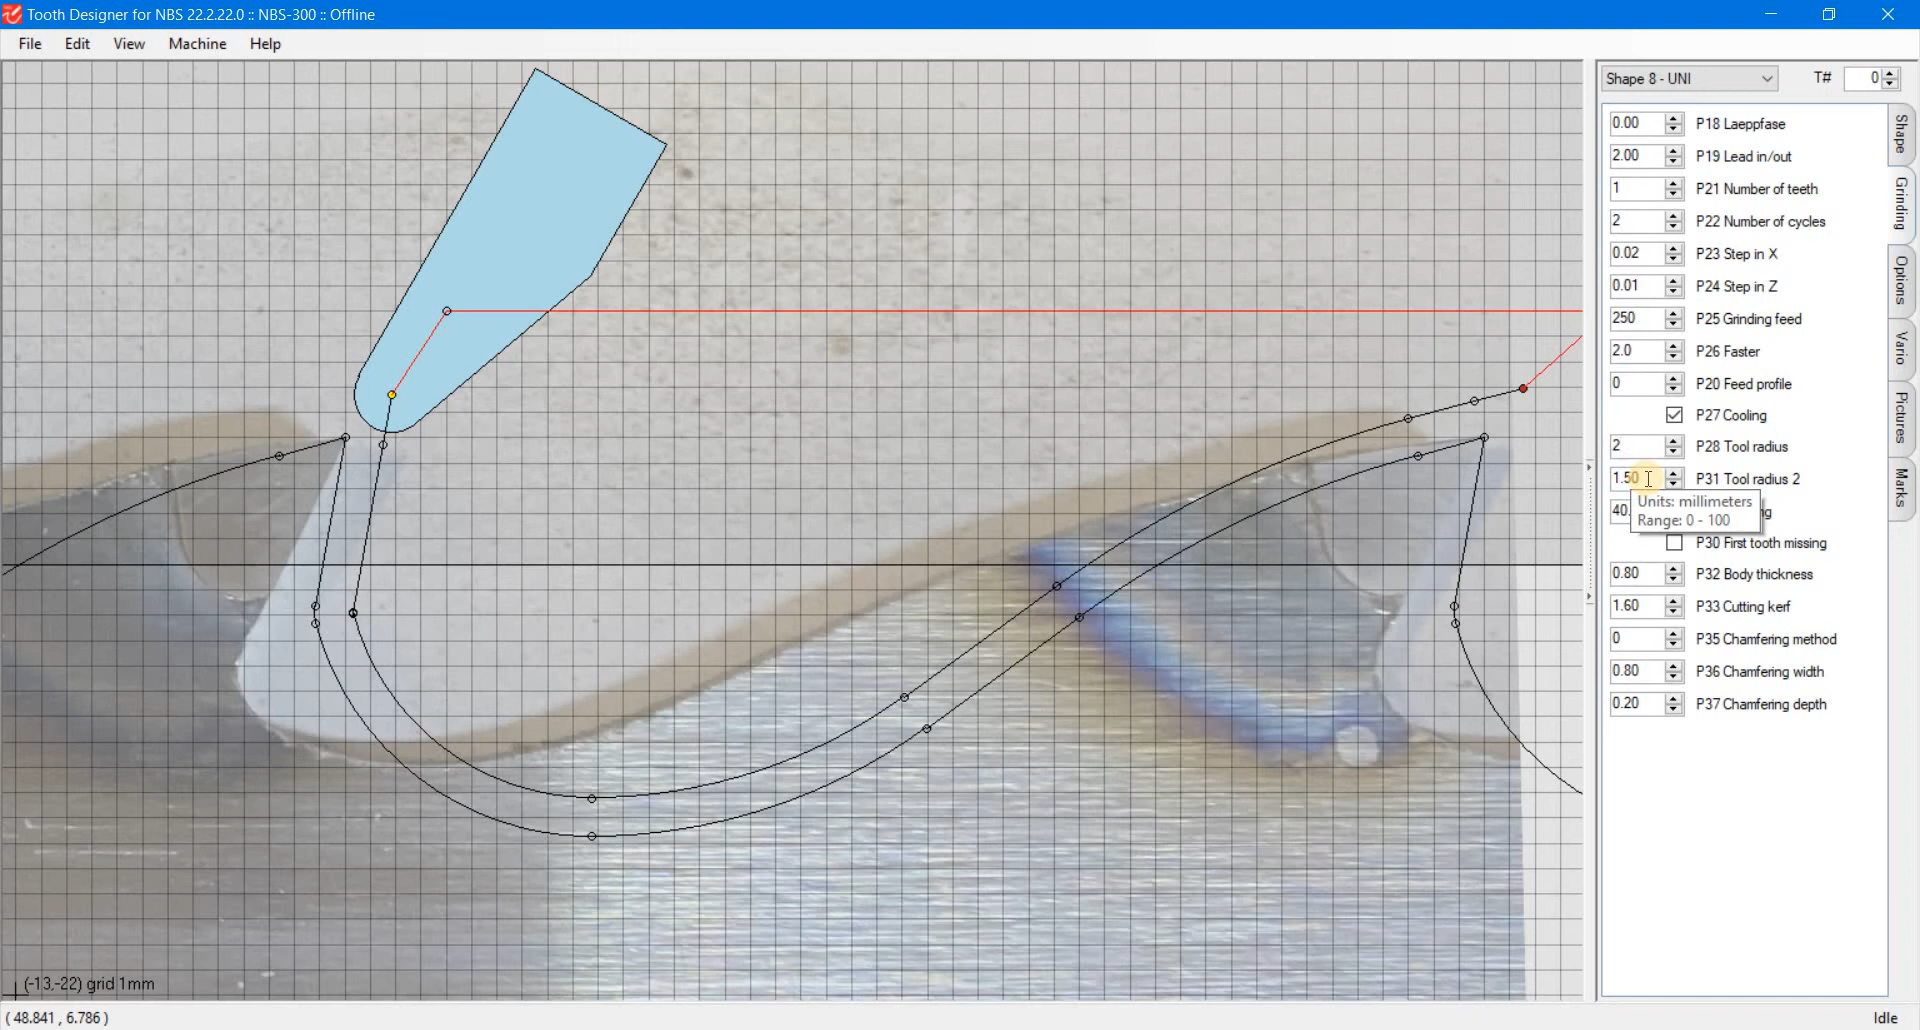 Tooth Designer for NBS 22.2.22.0 :: NBS-300 :: Offline
File Edit View Machine Help
Shape 8 - UNI T# 0
0.00 P18 Laeppfase
2.00 P19 Lead in/out
1 P21 Number of teeth
2 P22 Number of cycles
0.02 P23 Step in X
0.01 P24 Step in Z
250 P25 Grinding feed
2.0 P26 Faster
0 P20 Feed profile
P27 Cooling
2 P28 Tool radius
1.50 P31 Tool radius 2
Units: millimeters
Range: 0 - 100
40.
P30 First tooth missing
0.80 P32 Body thickness
1.60 P33 Cutting kerf
0 P35 Chamfering method
0.80 P36 Chamfering width
0.20 P37 Chamfering depth
Shape
Grinding
Options
Vario
Pictures
Marks
(-13,-22) grid 1mm
( 48.841 , 6.786 )
Idle